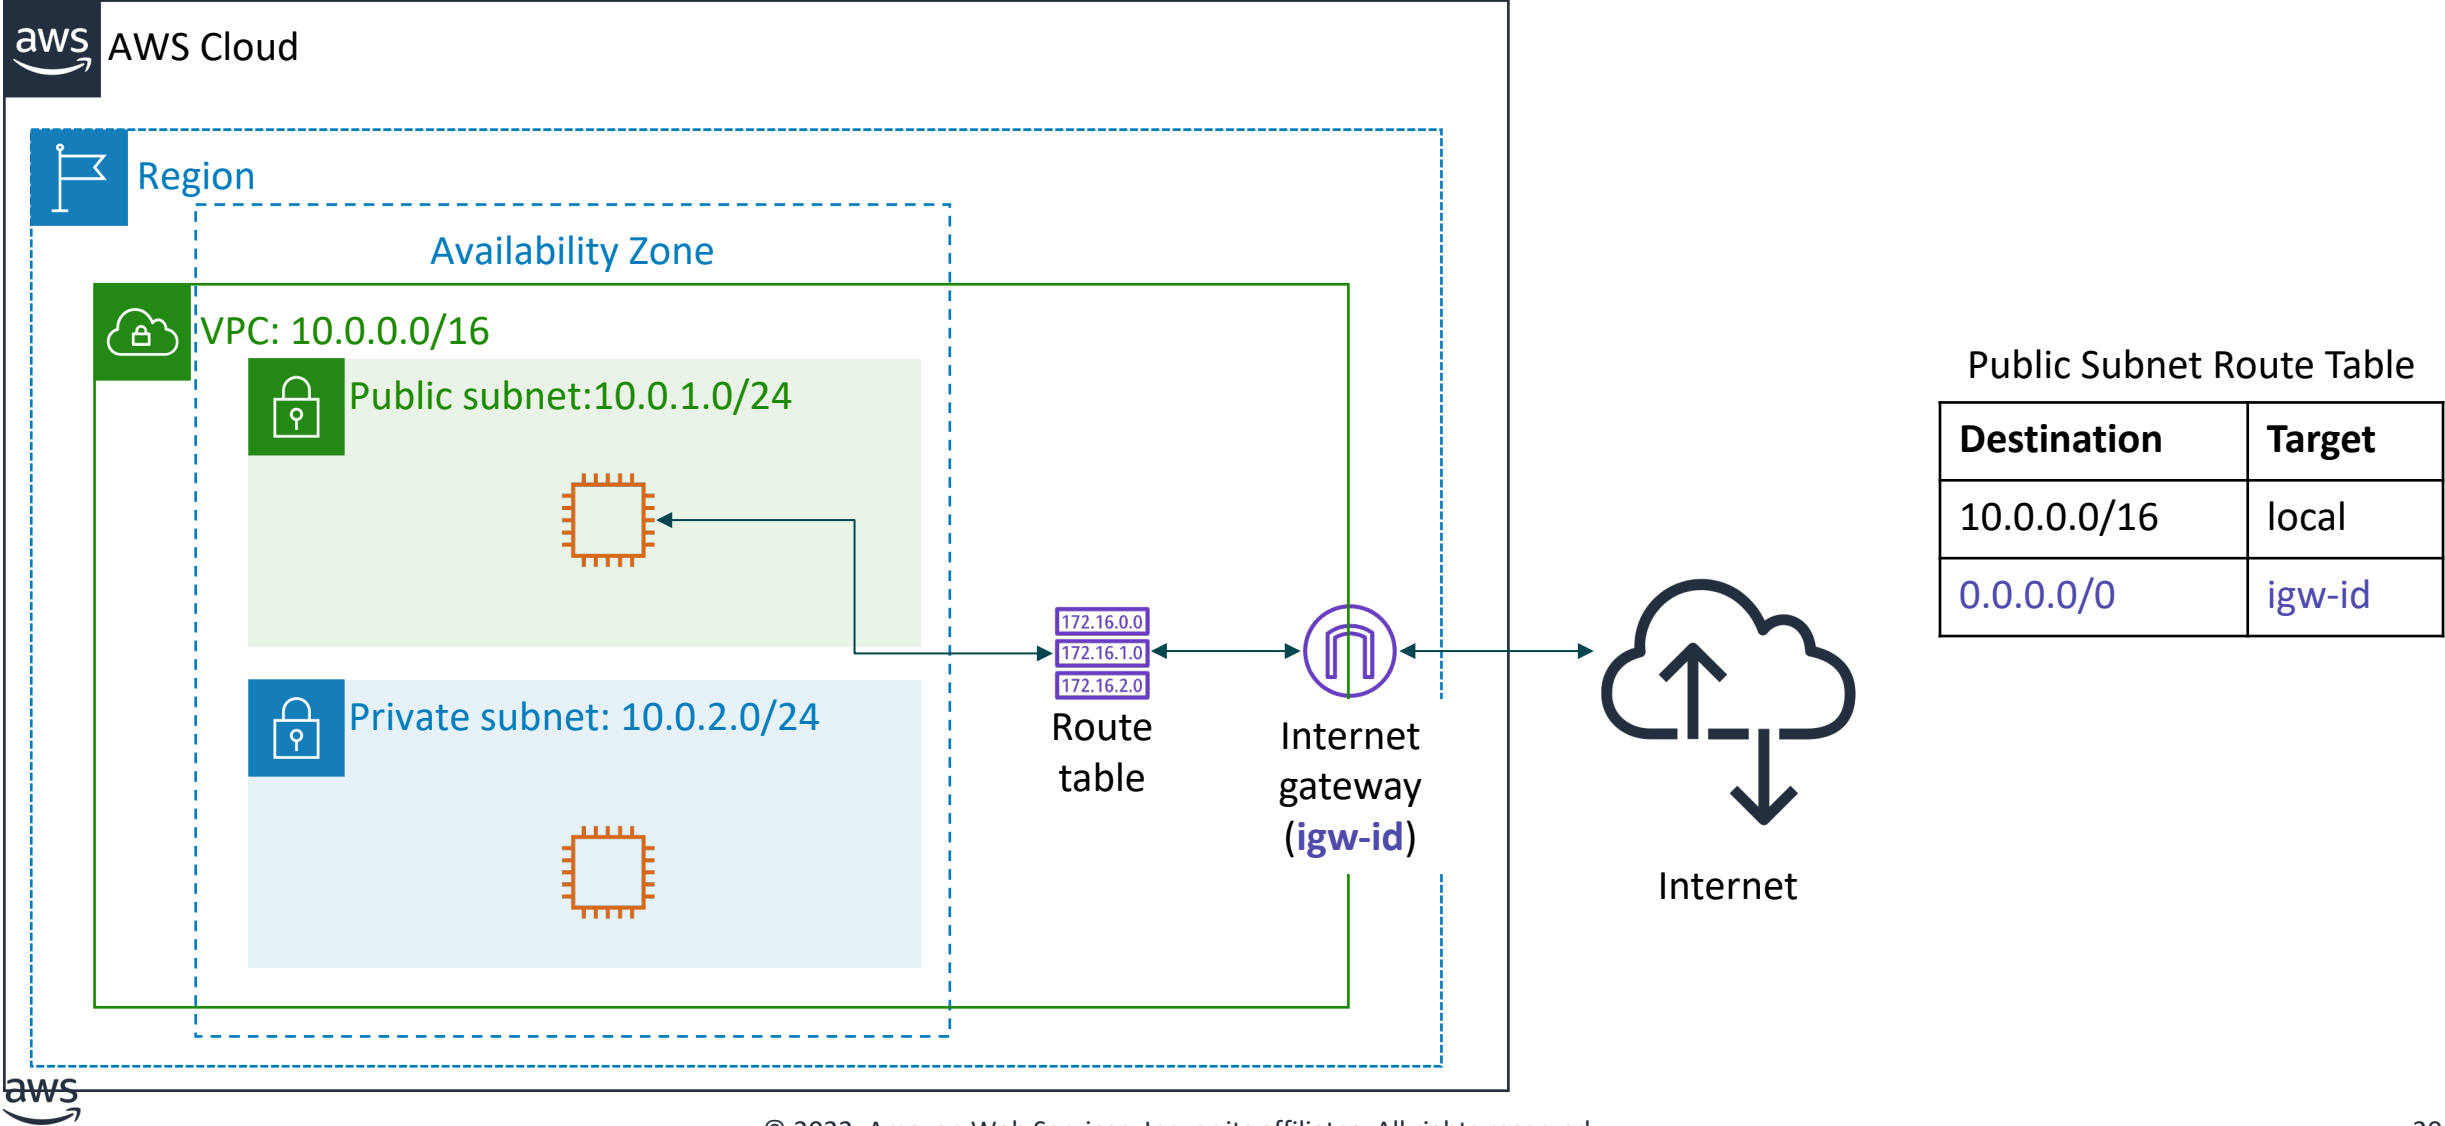 aws
AWS Cloud
Region
Availability Zone
VPC: 10.0.0.0/16
Public subnet:10.0.1.0/24
Private subnet: 10.0.2.0/24
172.16.0.0
172.16.1.0
172.16.2.0
Route
table
Internet
gateway
(igw-id)
Internet
Public Subnet Route Table
Destination Target
10.0.0.0/16 local
0.0.0.0/0 igw-id
aws